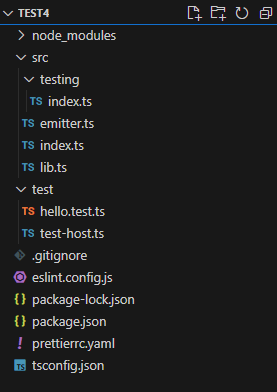 TEST4
node_modules
src
testing
TS index.ts
TS emitter.ts
TS index.ts
TS lib.ts
test
TS hello.test.ts
TS test-host.ts
.gitignore
eslint.config.js
{} package-lock.json
{} package.json
! prettierrc.yaml
TS tsconfig.json